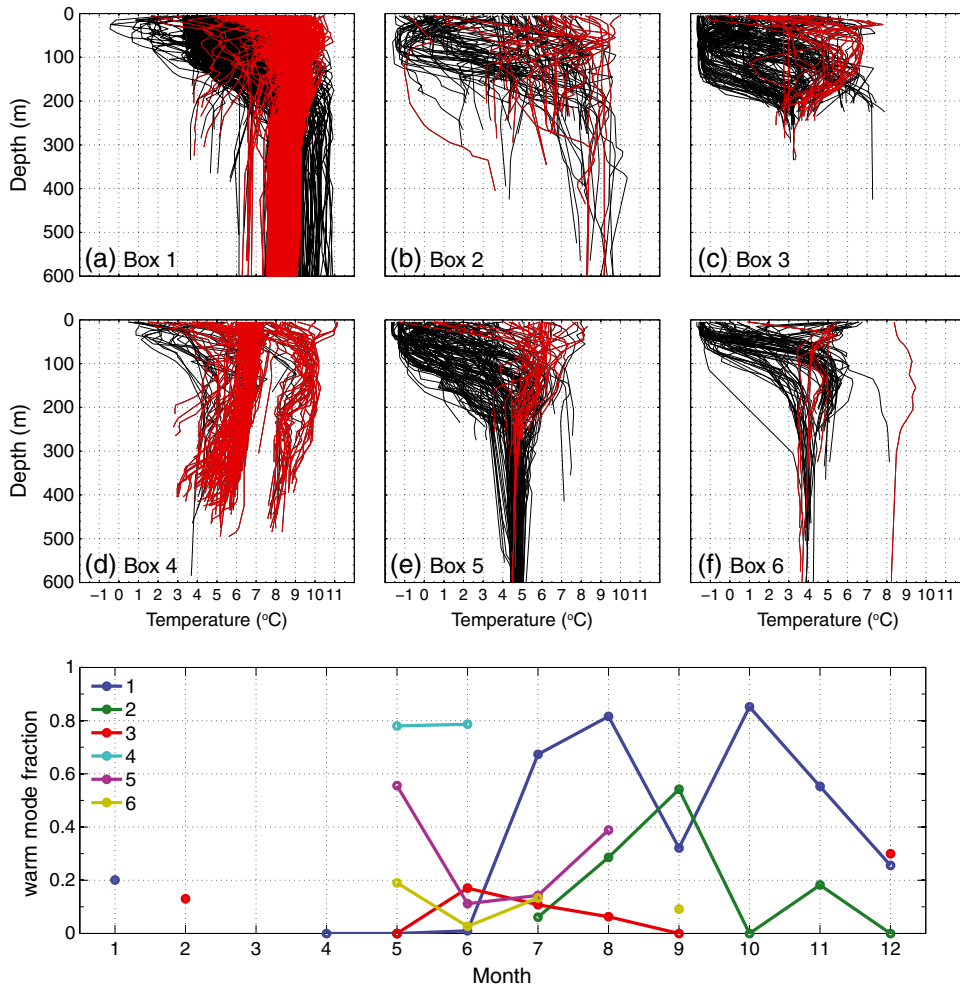 0
100
200
300
400
500
600
Depth (m)
(a) Box 1
(b) Box 2
(c) Box 3
0
100
200
300
400
500
600
Depth (m)
(d) Box 4
(e) Box 5
(f) Box 6
−1 0 1 2 3 4 5 6 7 8 9 10 11
−1 0 1 2 3 4 5 6 7 8 9 10 11
−1 0 1 2 3 4 5 6 7 8 9 10 11
Temperature (°C)
Temperature (°C)
Temperature (°C)
1
0.8
0.6
0.4
0.2
0
warm mode fraction
1
2
3
4
5
6
1 2 3 4 5 6 7 8 9 10 11 12
Month